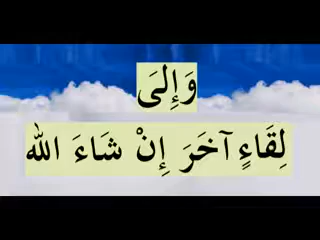 وَإِلَى
لِقَاءٍ آخَرَ إِنْ شَاءَ الله